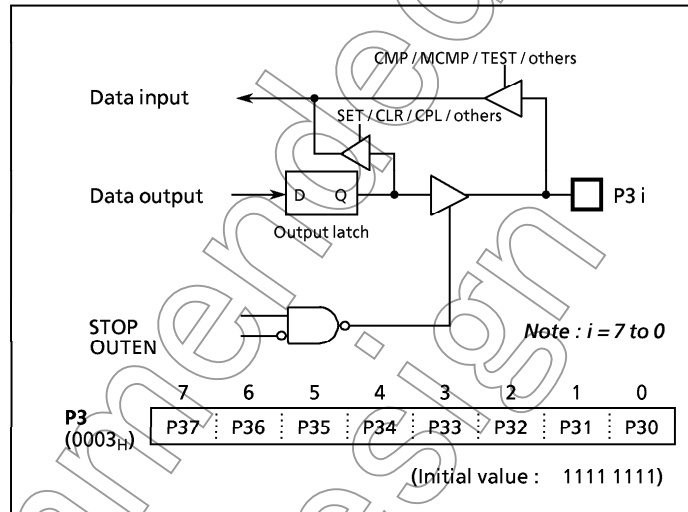 CMP / MCMP / TEST / others
Data input
SET / CLR / CPL / others
Data output
D Q
P3 i
Output latch
STOP
OUTEN
Note : i = 7 to 0
7 6 5 4 3 2 1 0
P3
(0003H)
P37 P36 P35 P34 P33 P32 P31 P30
(Initial value : 1111 1111)